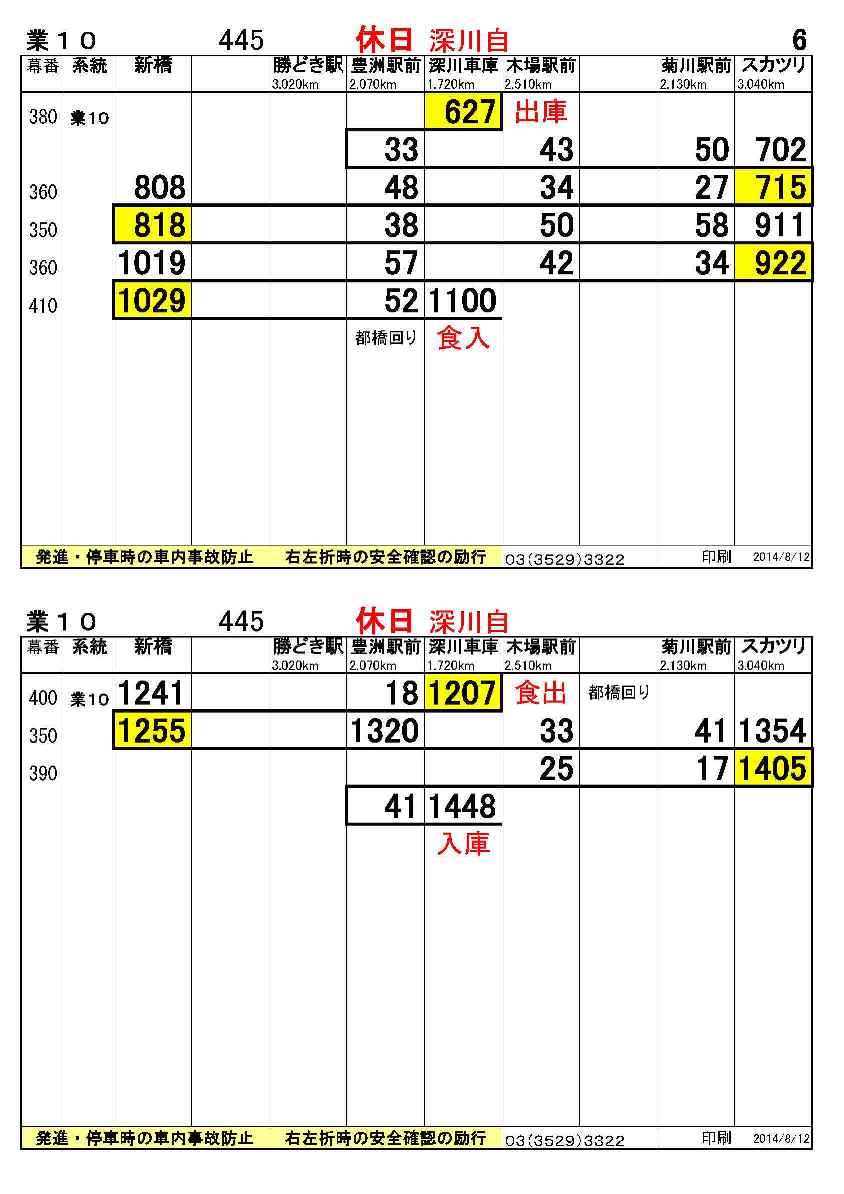 業１０ 445 休日 深川自 6
幕番 系統 新橋 勝どき駅 豊洲駅前 深川車庫 木場駅前 菊川駅前 スカツリ
3.020km 2.070km 1.720km 2.510km 2.130km 3.040km
380 業10 627 出庫
33 43 50 702
360 808 48 34 27 715
350 818 38 50 58 911
360 1019 57 42 34 922
410 1029 52 1100
都橋回り 食入
発進・停車時の車内事故防止 右左折時の安全確認の励行 03(3529)3322 印刷 2014/8/12
業１０ 445 休日 深川自
幕番 系統 新橋 勝どき駅 豊洲駅前 深川車庫 木場駅前 菊川駅前 スカツリ
3.020km 2.070km 1.720km 2.510km 2.130km 3.040km
400 業10 1241 18 1207 食出 都橋回り
350 1255 1320 33 41 1354
390 25 17 1405
41 1448
入庫
発進・停車時の車内事故防止 右左折時の安全確認の励行 03(3529)3322 印刷 2014/8/12